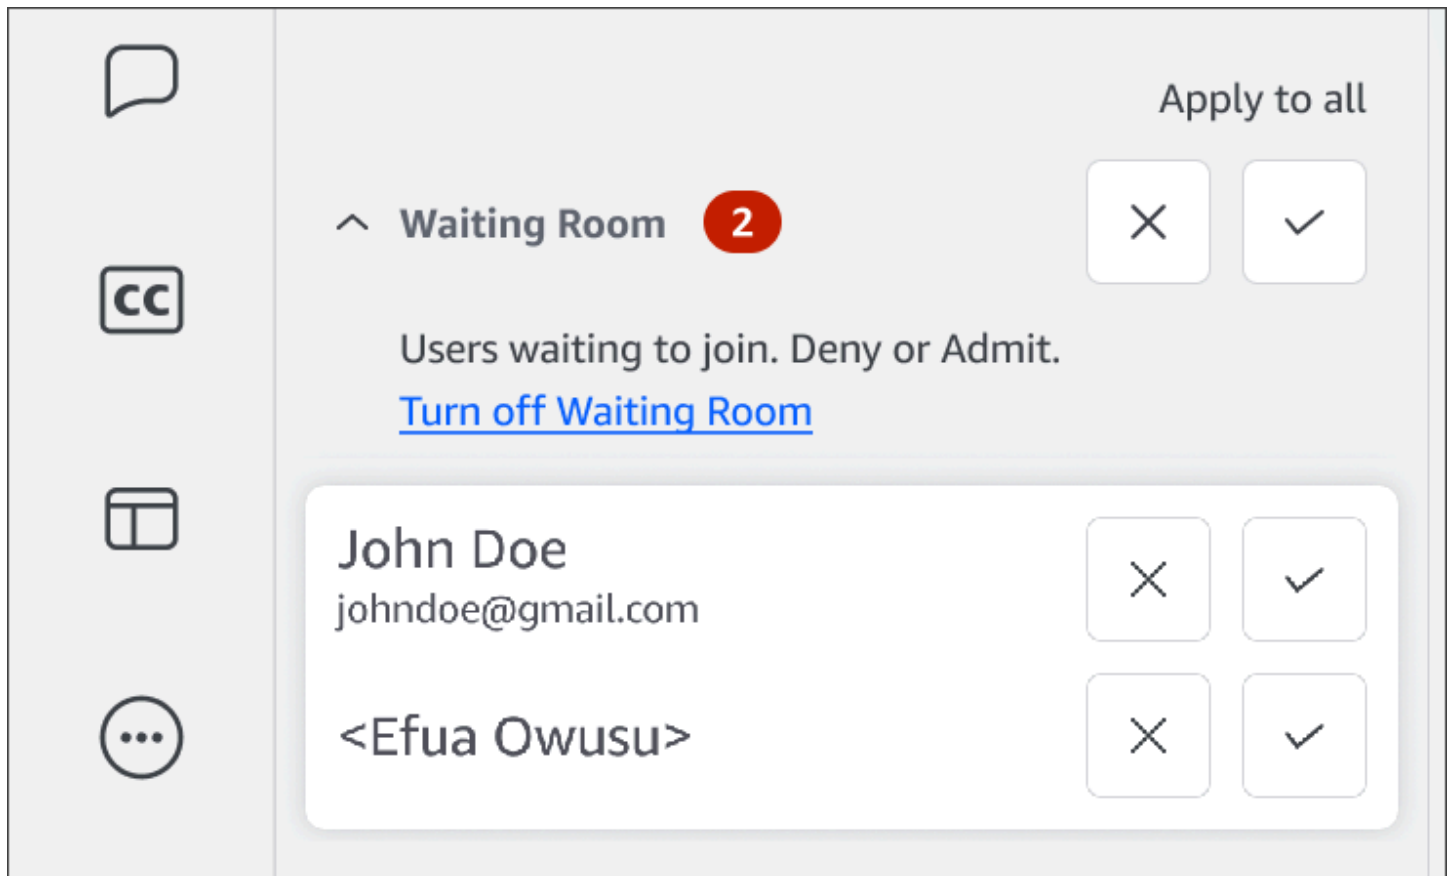 Apply to all
Waiting Room 2
CC
Users waiting to join. Deny or Admit.
Turn off Waiting Room
John Doe
johndoe@gmail.com
<Efua Owusu>